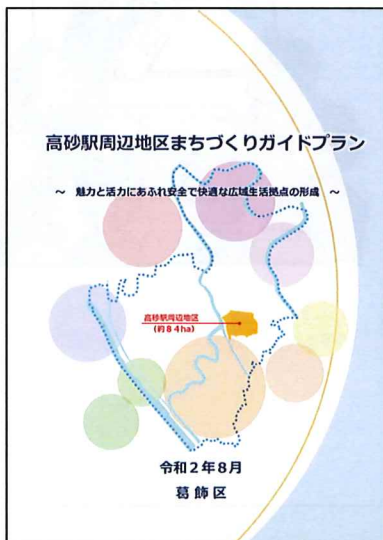 高砂駅周辺地区まちづくりガイドプラン
~ 魅力と活力にあふれ安全で快適な広域生活拠点の形成 ~
高砂駅周辺地区
(約84ha)
令和2年8月
葛飾区